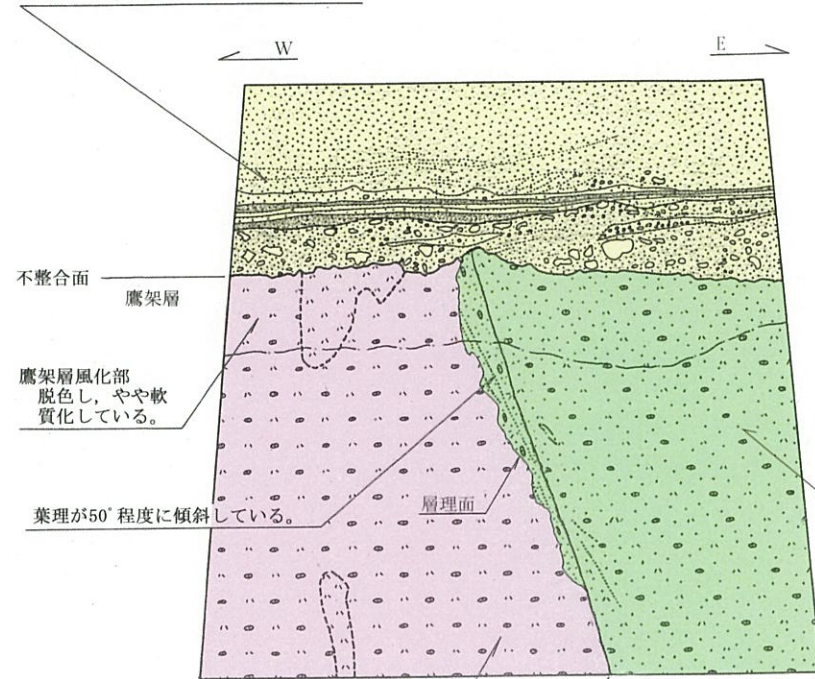 W
E
不整合面
鷹架層
鷹架層風化部
脱色し，やや軟
質化している。
葉理が50°程度に傾斜している。
層理面